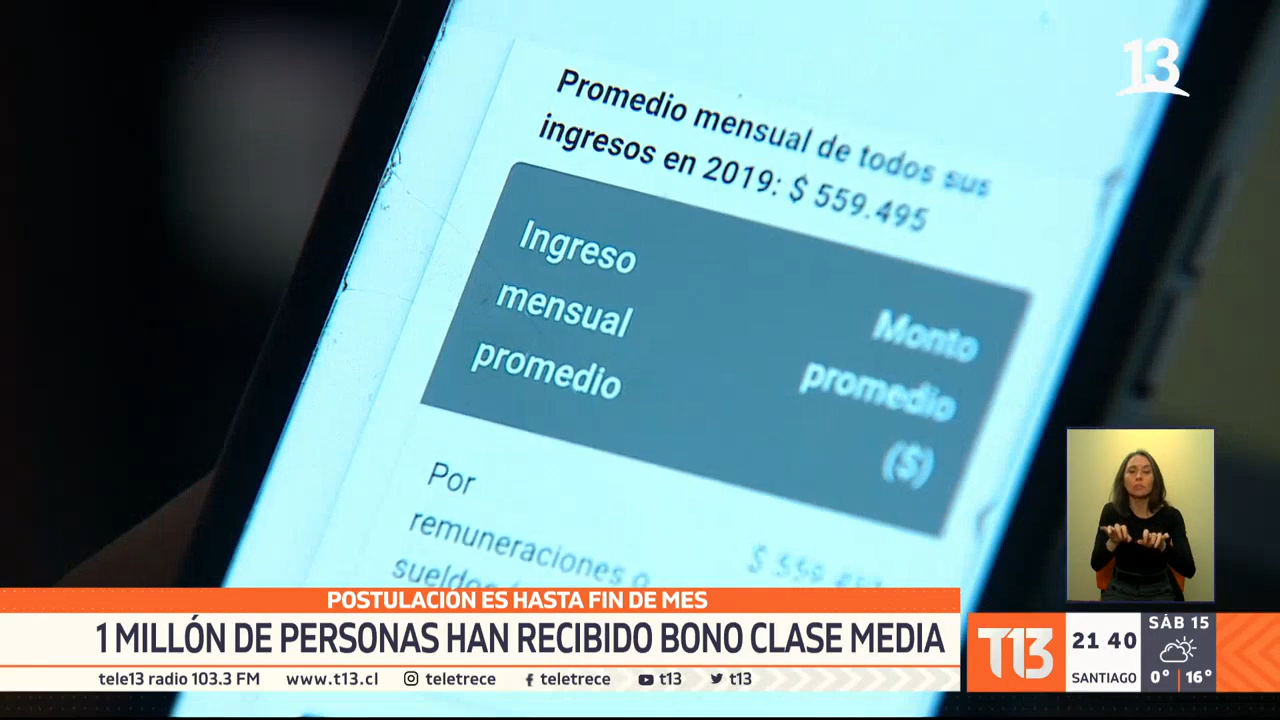 13
Promedio mensual de todos sus
ingresos en 2019: $ 559.495
Ingreso
mensual
promedio
Monto
promedio
($)
Por
remuneraciones o
POSTULACIÓN ES HASTA FIN DE MES
1 MILLÓN DE PERSONAS HAN RECIBIDO BONO CLASE MEDIA
tele13 radio 103.3 FM www.t13.cl teletrece teletrece t13 t13
T13
21 40
SANTIAGO
SÁB 15
0° 16°